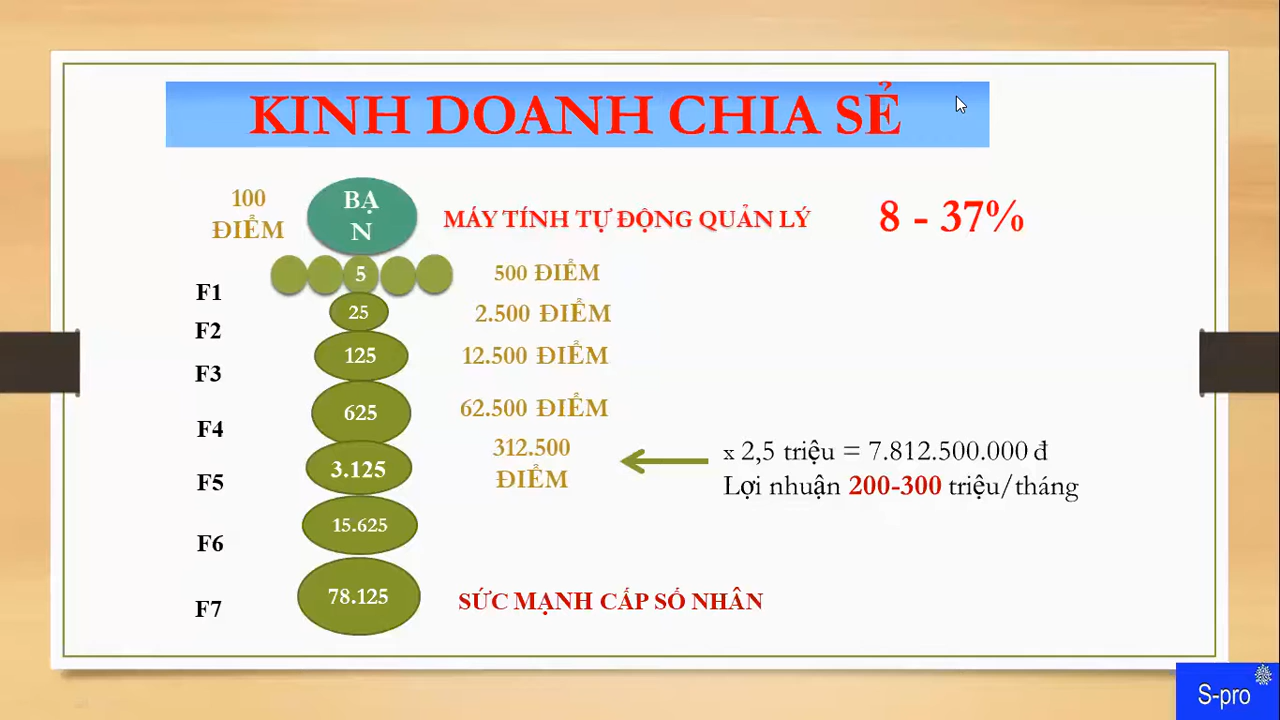 KINH DOANH CHIA SẺ
100
ĐIỂM
BẠ
N
MÁY TÍNH TỰ ĐỘNG QUẢN LÝ
8 - 37%
5
500 ĐIỂM
F1
25
2.500 ĐIỂM
F2
125
12.500 ĐIỂM
F3
625
62.500 ĐIỂM
F4
3.125
312.500
ĐIỂM
x 2,5 triệu = 7.812.500.000 đ
Lợi nhuận 200-300 triệu/tháng
F5
15.625
F6
78.125
SỨC MẠNH CẤP SỐ NHÂN
F7
S-pro